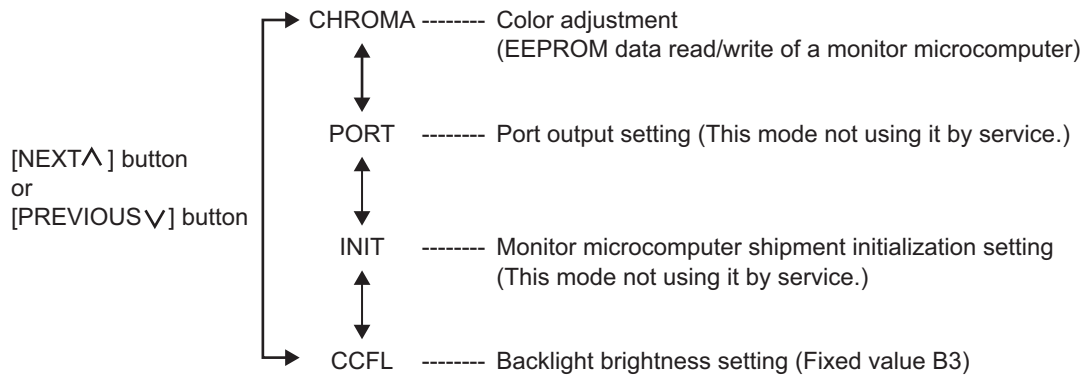 CHROMA -------- Color adjustment
(EEPROM data read/write of a monitor microcomputer)
PORT -------- Port output setting (This mode not using it by service.)
[NEXT∧] button
or
[PREVIOUS∨] button
INIT -------- Monitor microcomputer shipment initialization setting
(This mode not using it by service.)
CCFL -------- Backlight brightness setting (Fixed value B3)